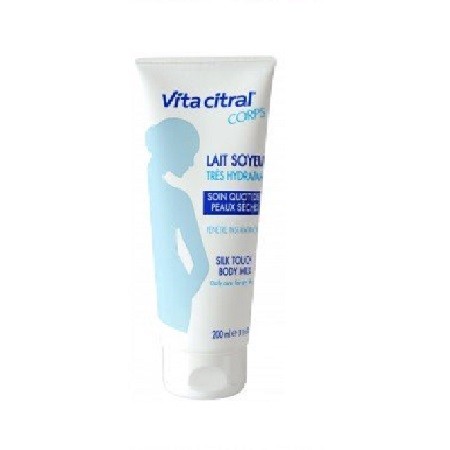 Vita citral
CORPS
LAIT SOYEUX
TRÈS HYDRATANT
SOIN QUOTIDIEN
PEAUX SÈCHES
SILK TOUCH
BODY MILK
200 ml e